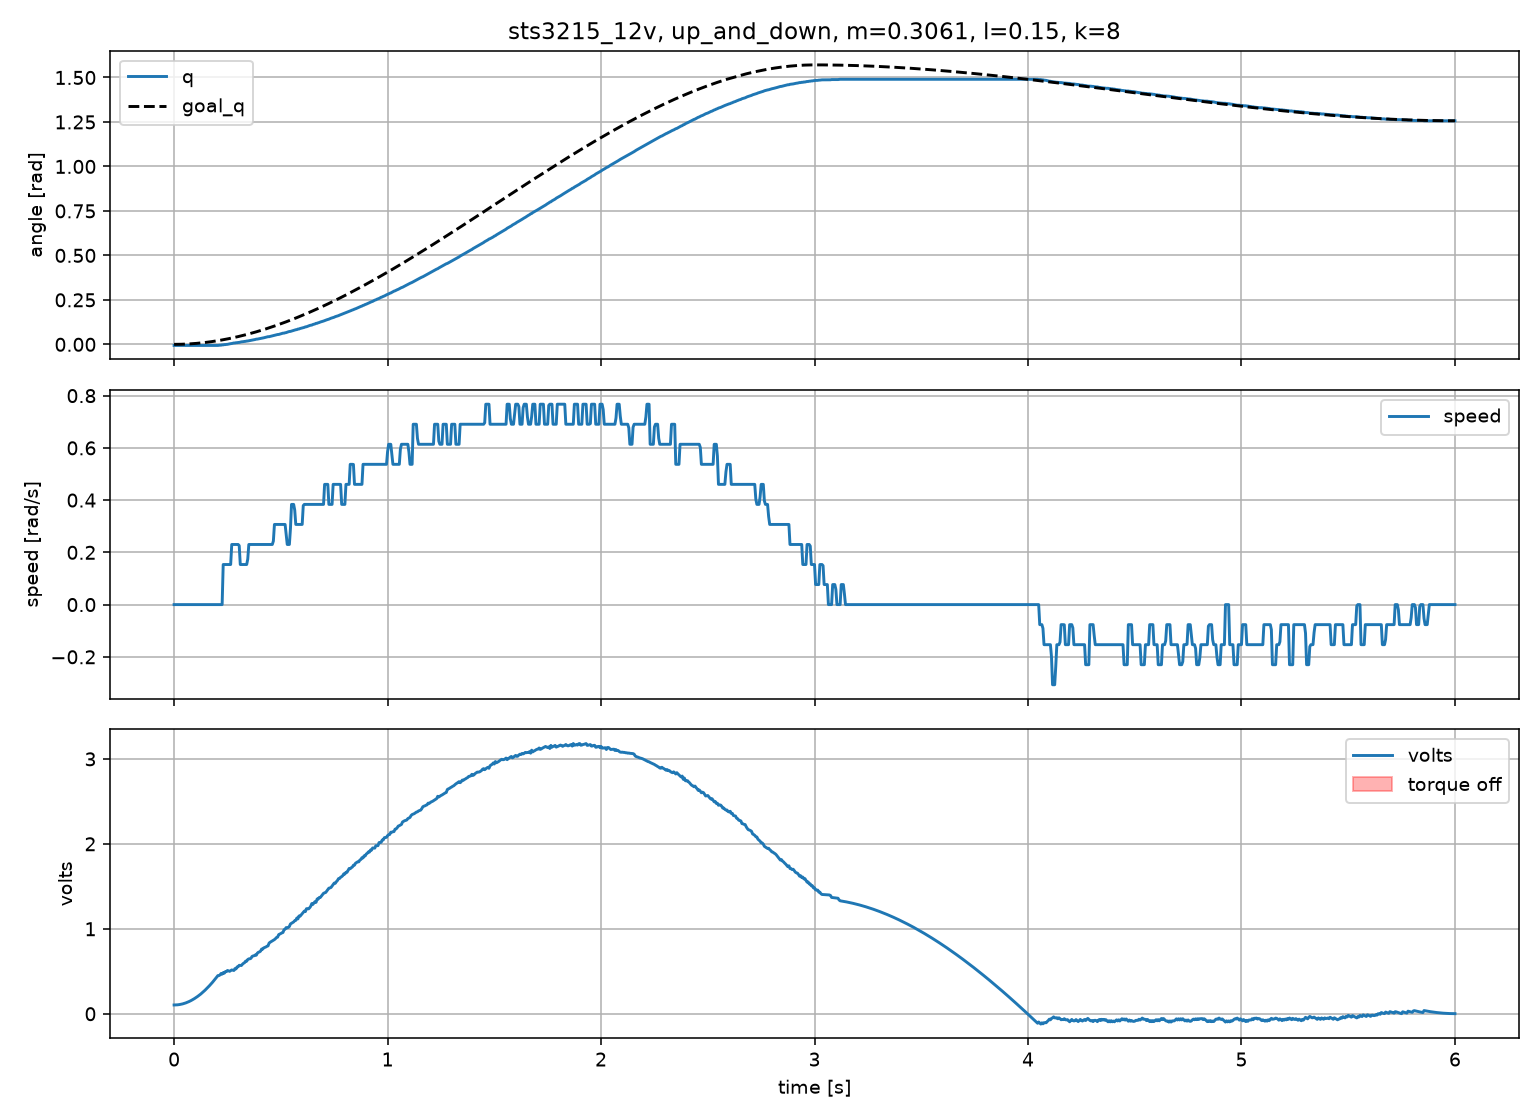 sts3215_12v, up_and_down, m=0.3061, l=0.15, k=8
q
goal_q
1.50
1.25
1.00
0.75
0.50
0.25
0.00
angle [rad]
speed
0.8
0.6
0.4
0.2
0.0
−0.2
speed [rad/s]
volts
torque off
3
2
1
0
volts
0 1 2 3 4 5 6
time [s]